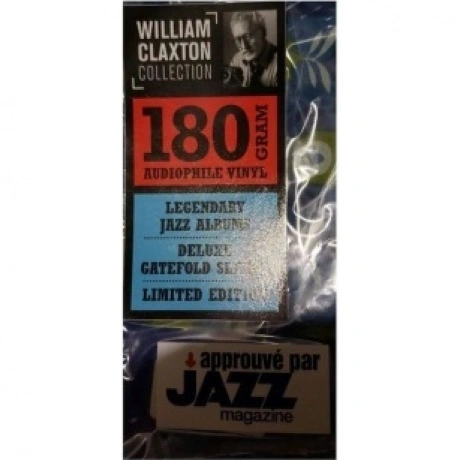 WILLIAM
CLAXTON
COLLECTION
180 GRAM
AUDIOPHILE VINYL
LEGENDARY
JAZZ ALBUMS
DELUXE
GATEFOLD
LIMITED EDITION
approuvé par
JAZZ
magazine